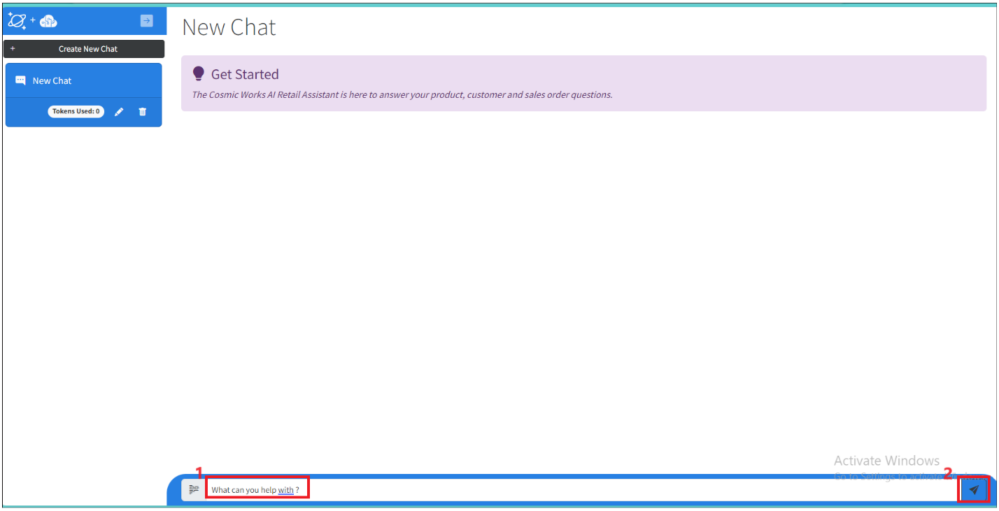 +
New Chat
+ Create New Chat
New Chat
Get Started
The Cosmic Works AI Retail Assistant is here to answer your product, customer and sales order questions.
Tokens Used: 0
Activate Windows
Go to Settings to activate Windows.
1
2
What can you help with ?